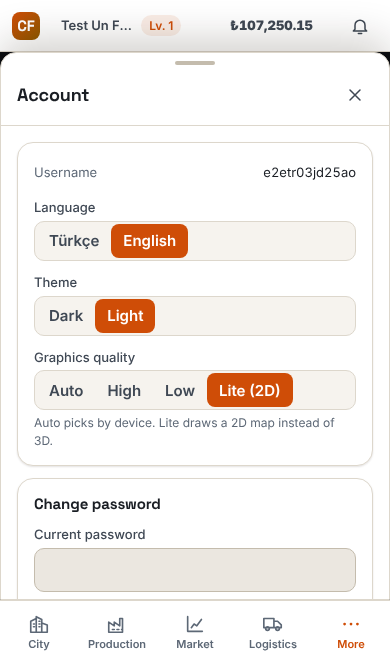 CF Test Un F... Lv. 1 ₺107,250.15
Account
Username e2etr03jd25ao
Language
Türkçe English
Theme
Dark Light
Graphics quality
Auto High Low Lite (2D)
Auto picks by device. Lite draws a 2D map instead of
3D.
Change password
Current password
City Production Market Logistics More